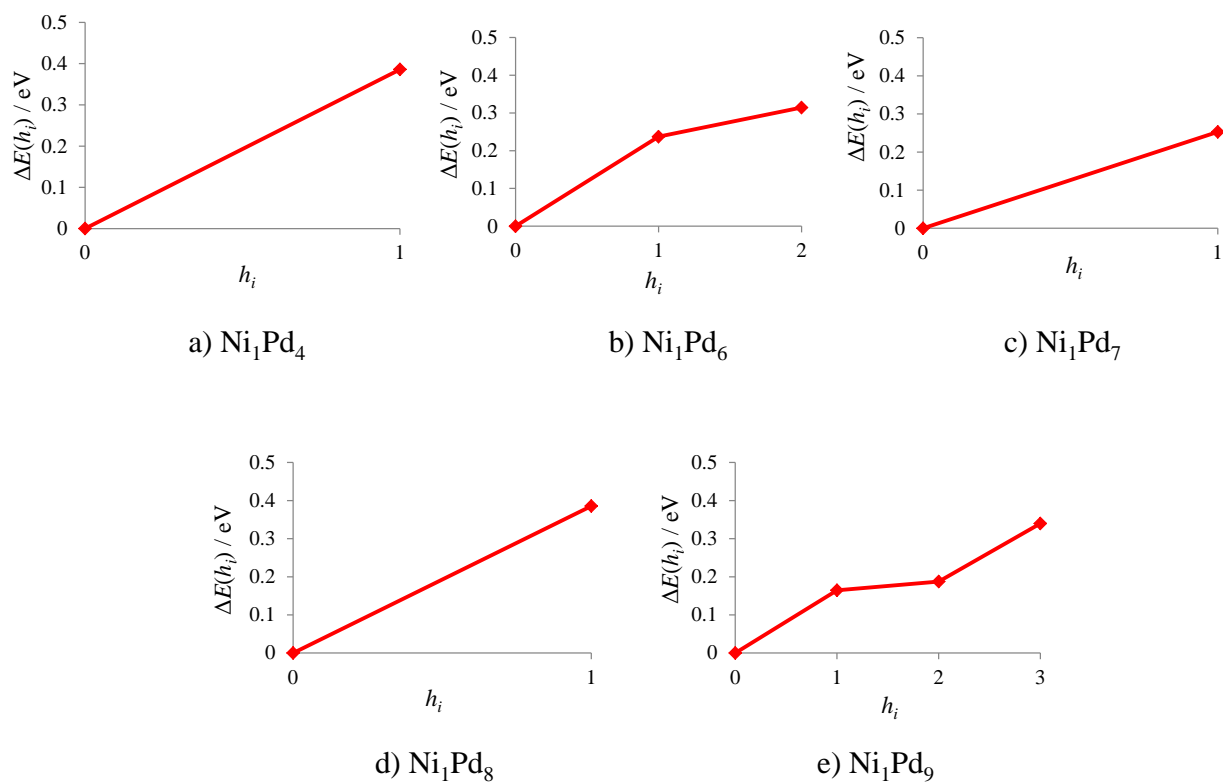 0.5
0.4
0.3
0.2
0.1
0
ΔE(hᵢ) / eV
0
1
hᵢ
a) Ni₁Pd₄
0.5
0.4
0.3
0.2
0.1
0
ΔE(hᵢ) / eV
0
1
2
hᵢ
b) Ni₁Pd₆
0.5
0.4
0.3
0.2
0.1
0
ΔE(hᵢ) / eV
0
1
hᵢ
c) Ni₁Pd₇
0.5
0.4
0.3
0.2
0.1
0
ΔE(hᵢ) / eV
0
1
hᵢ
d) Ni₁Pd₈
0.5
0.4
0.3
0.2
0.1
0
ΔE(hᵢ) / eV
0
1
2
3
hᵢ
e) Ni₁Pd₉